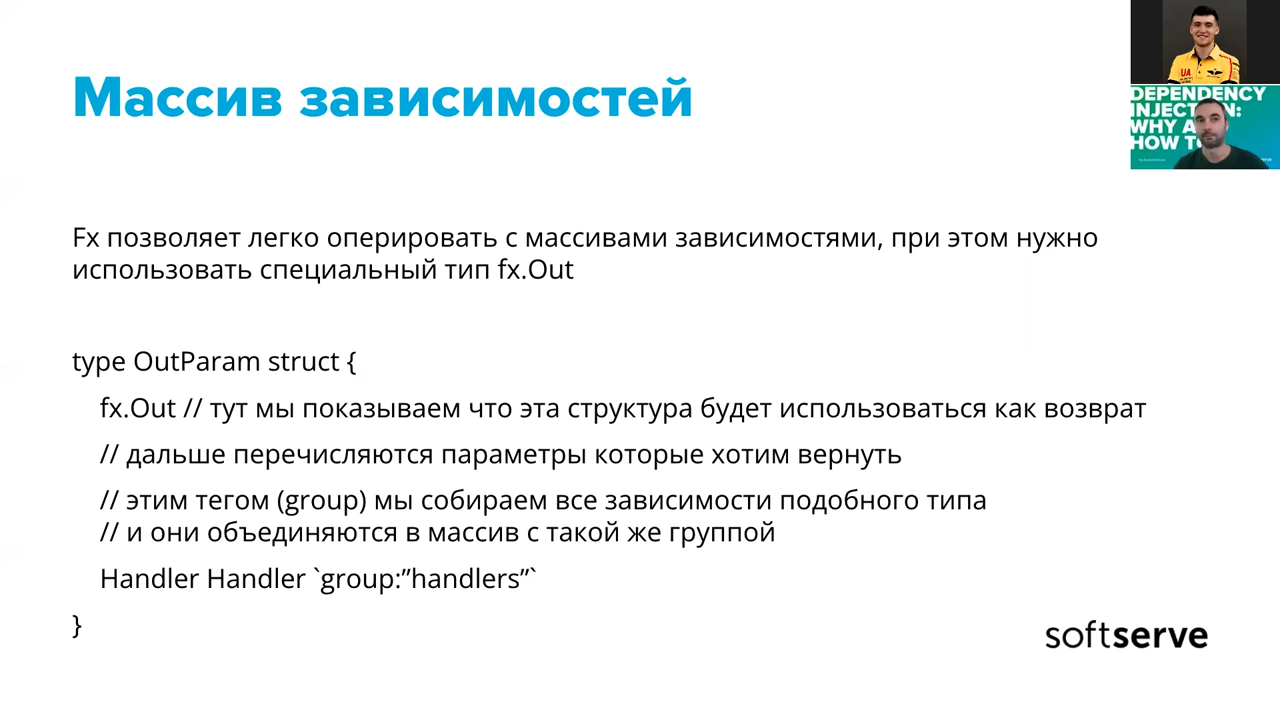 Массив зависимостей
DEPENDENCY
WHY
HOW
UA
Fx позволяет легко оперировать с массивами зависимостями, при этом нужно
использовать специальный тип fx.Out
type OutParam struct {
fx.Out // тут мы показываем что эта структура будет использоваться как возврат
// дальше перечисляются параметры которые хотим вернуть
// этим тегом (group) мы собираем все зависимости подобного типа
// и они объединяются в массив с такой же группой
Handler Handler `group:”handlers”`
}
softserve